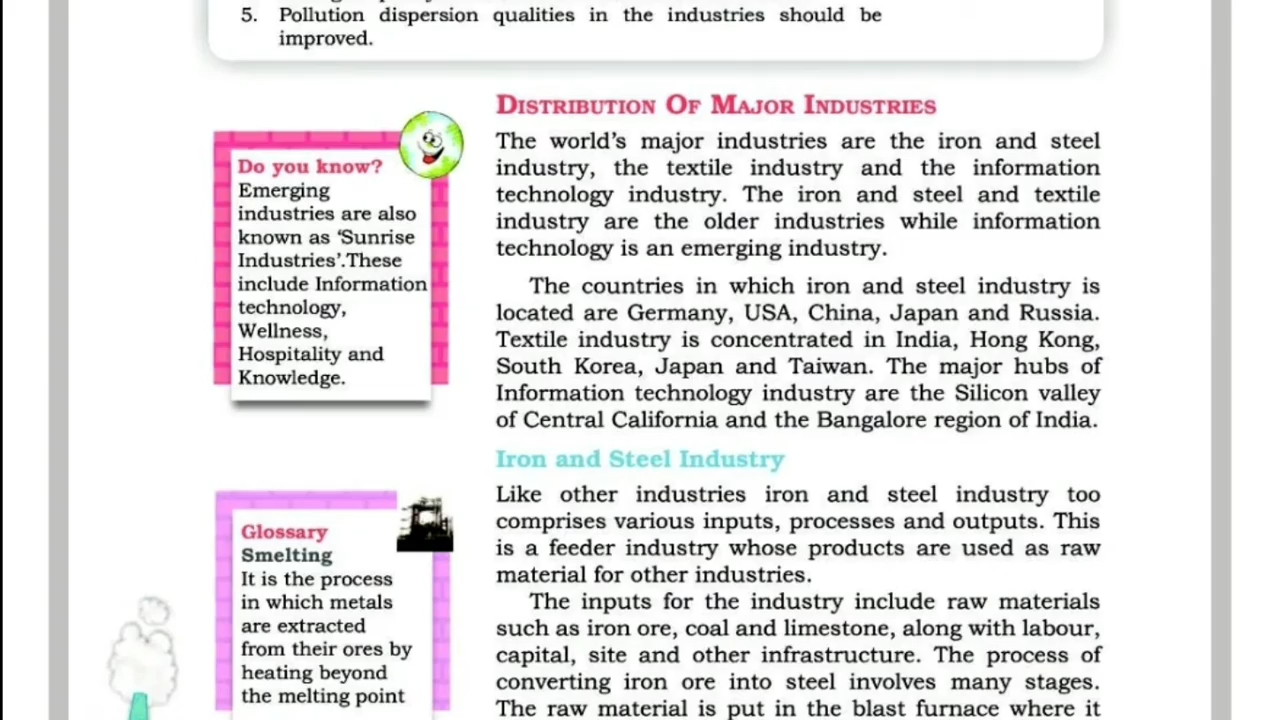 5. Pollution dispersion qualities in the industries should be
improved.
DISTRIBUTION OF MAJOR INDUSTRIES
The world's major industries are the iron and steel
industry, the textile industry and the information
technology industry. The iron and steel and textile
industry are the older industries while information
technology is an emerging industry.
The countries in which iron and steel industry is
located are Germany, USA, China, Japan and Russia.
Textile industry is concentrated in India, Hong Kong,
South Korea, Japan and Taiwan. The major hubs of
Information technology industry are the Silicon valley
of Central California and the Bangalore region of India.
Do you know?
Emerging
industries are also
known as ‘Sunrise
Industries’.These
include Information
technology,
Wellness,
Hospitality and
Knowledge.
Iron and Steel Industry
Like other industries iron and steel industry too
comprises various inputs, processes and outputs. This
is a feeder industry whose products are used as raw
material for other industries.
The inputs for the industry include raw materials
such as iron ore, coal and limestone, along with labour,
capital, site and other infrastructure. The process of
converting iron ore into steel involves many stages.
The raw material is put in the blast furnace where it
Glossary
Smelting
It is the process
in which metals
are extracted
from their ores by
heating beyond
the melting point